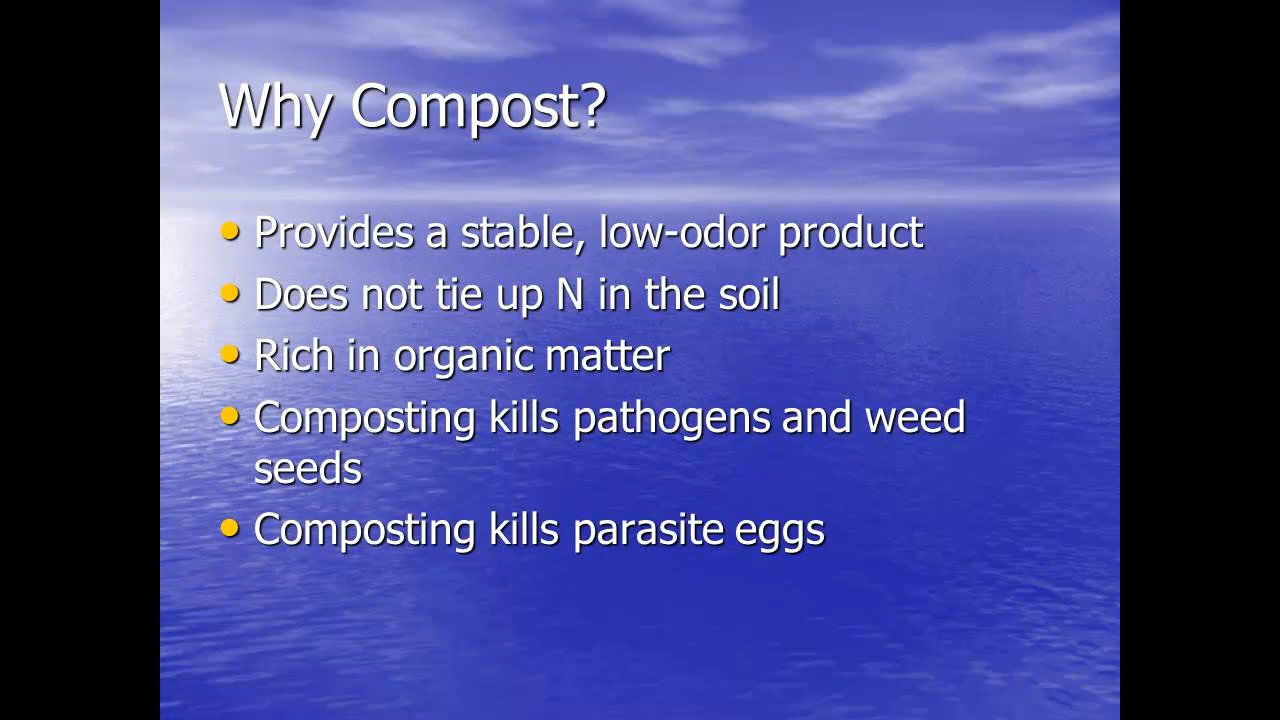 Why Compost?
• Provides a stable, low-odor product
• Does not tie up N in the soil
• Rich in organic matter
• Composting kills pathogens and weed
seeds
• Composting kills parasite eggs